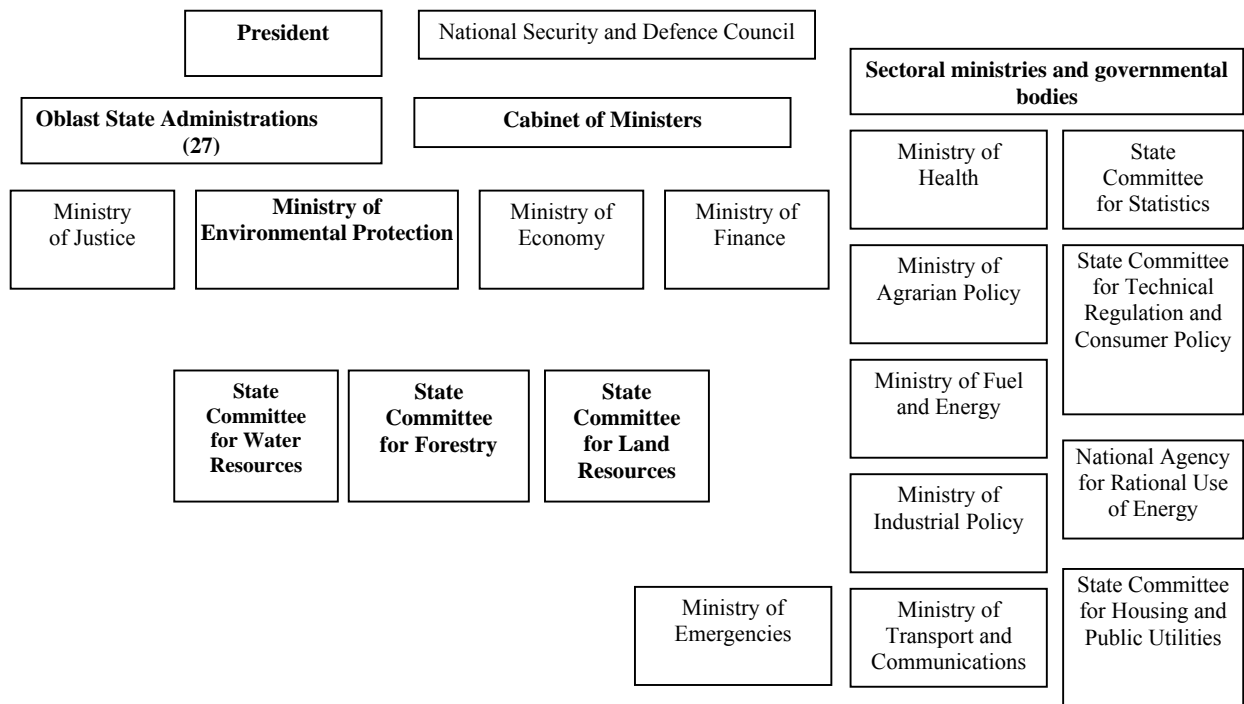 President
National Security and Defence Council
Oblast State Administrations
(27)
Cabinet of Ministers
Ministry
of Justice
Ministry of
Environmental Protection
Ministry of
Economy
Ministry of
Finance
State
Committee
for Water
Resources
State
Committee
for Forestry
State
Committee
for Land
Resources
Ministry of
Emergencies
Sectoral ministries and governmental
bodies
Ministry of
Health
State
Committee
for Statistics
Ministry of
Agrarian Policy
State Committee
for Technical
Regulation and
Consumer Policy
Ministry of Fuel
and Energy
National Agency
for Rational Use
of Energy
Ministry of
Industrial Policy
Ministry of
Transport and
Communications
State Committee
for Housing and
Public Utilities